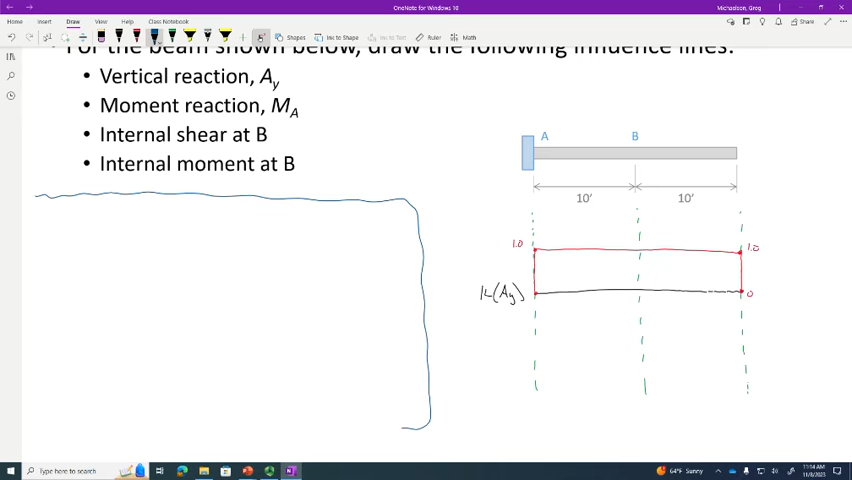 OneNote for Windows 10
Michaelson, Greg
Home Insert Draw View Help Class Notebook
Share
Shapes Ink to Shape Ink to Text Ruler Math
• For the beam shown below, draw the following influence lines:
• Vertical reaction, Ay
• Moment reaction, MA
• Internal shear at B
• Internal moment at B
A B
10′ 10′
1.0 1.0
IL(Ay) 0
Type here to search
64°F Sunny
11:14 AM
11/8/2023